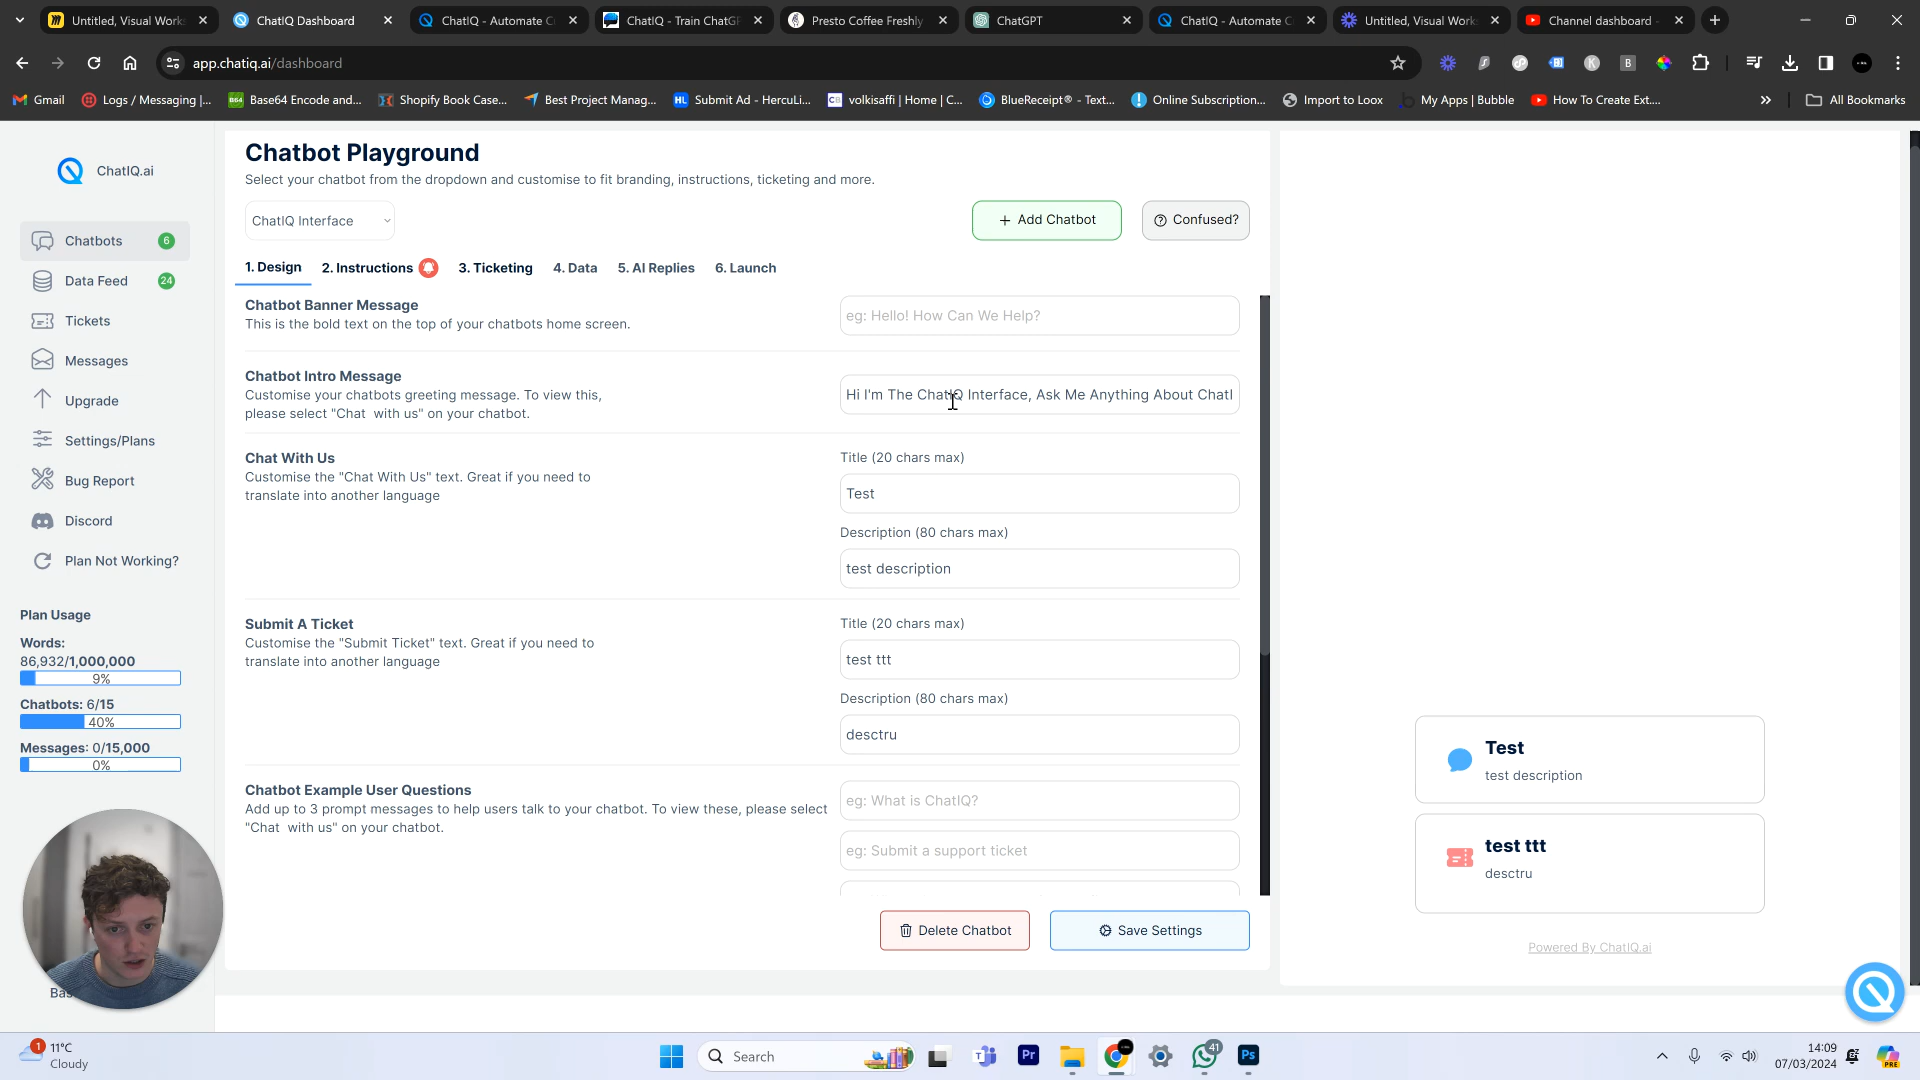 Untitled, Visual Work
ChatIQ Dashboard
ChatIQ - Automate C
ChatIQ - Train ChatGP
Presto Coffee Freshly
ChatGPT
ChatIQ - Automate C
Untitled, Visual Work
Channel dashboard -
app.chatiq.ai/dashboard
Gmail
Logs / Messaging |...
Base64 Encode and...
Shopify Book Case...
Best Project Manag...
Submit Ad - HercuLi...
volkisaffi | Home | C...
BlueReceipt® - Text...
Online Subscription...
Import to Loox
My Apps | Bubble
How To Create Ext....
All Bookmarks
ChatIQ.ai
Chatbots 6
Data Feed 24
Tickets
Messages
Upgrade
Settings/Plans
Bug Report
Discord
Plan Not Working?
Plan Usage
Words:
86,932/1,000,000
9%
Chatbots: 6/15
40%
Messages: 0/15,000
0%
Chatbot Playground
Select your chatbot from the dropdown and customise to fit branding, instructions, ticketing and more.
ChatIQ Interface
+ Add Chatbot
Confused?
1. Design
2. Instructions
3. Ticketing
4. Data
5. AI Replies
6. Launch
Chatbot Banner Message
This is the bold text on the top of your chatbots home screen.
eg: Hello! How Can We Help?
Chatbot Intro Message
Customise your chatbots greeting message. To view this,
please select "Chat with us" on your chatbot.
Hi I'm The ChatIQ Interface, Ask Me Anything About ChatI
Chat With Us
Customise the "Chat With Us" text. Great if you need to
translate into another language
Title (20 chars max)
Test
Description (80 chars max)
test description
Submit A Ticket
Customise the "Submit Ticket" text. Great if you need to
translate into another language
Title (20 chars max)
test ttt
Description (80 chars max)
desctru
Chatbot Example User Questions
Add up to 3 prompt messages to help users talk to your chatbot. To view these, please select
"Chat with us" on your chatbot.
eg: What is ChatIQ?
eg: Submit a support ticket
Delete Chatbot
Save Settings
Test
test description
test ttt
desctru
Powered By ChatIQ.ai
1
11°C
Cloudy
Search
Pr
41
Ps
14:09
07/03/2024
PRE